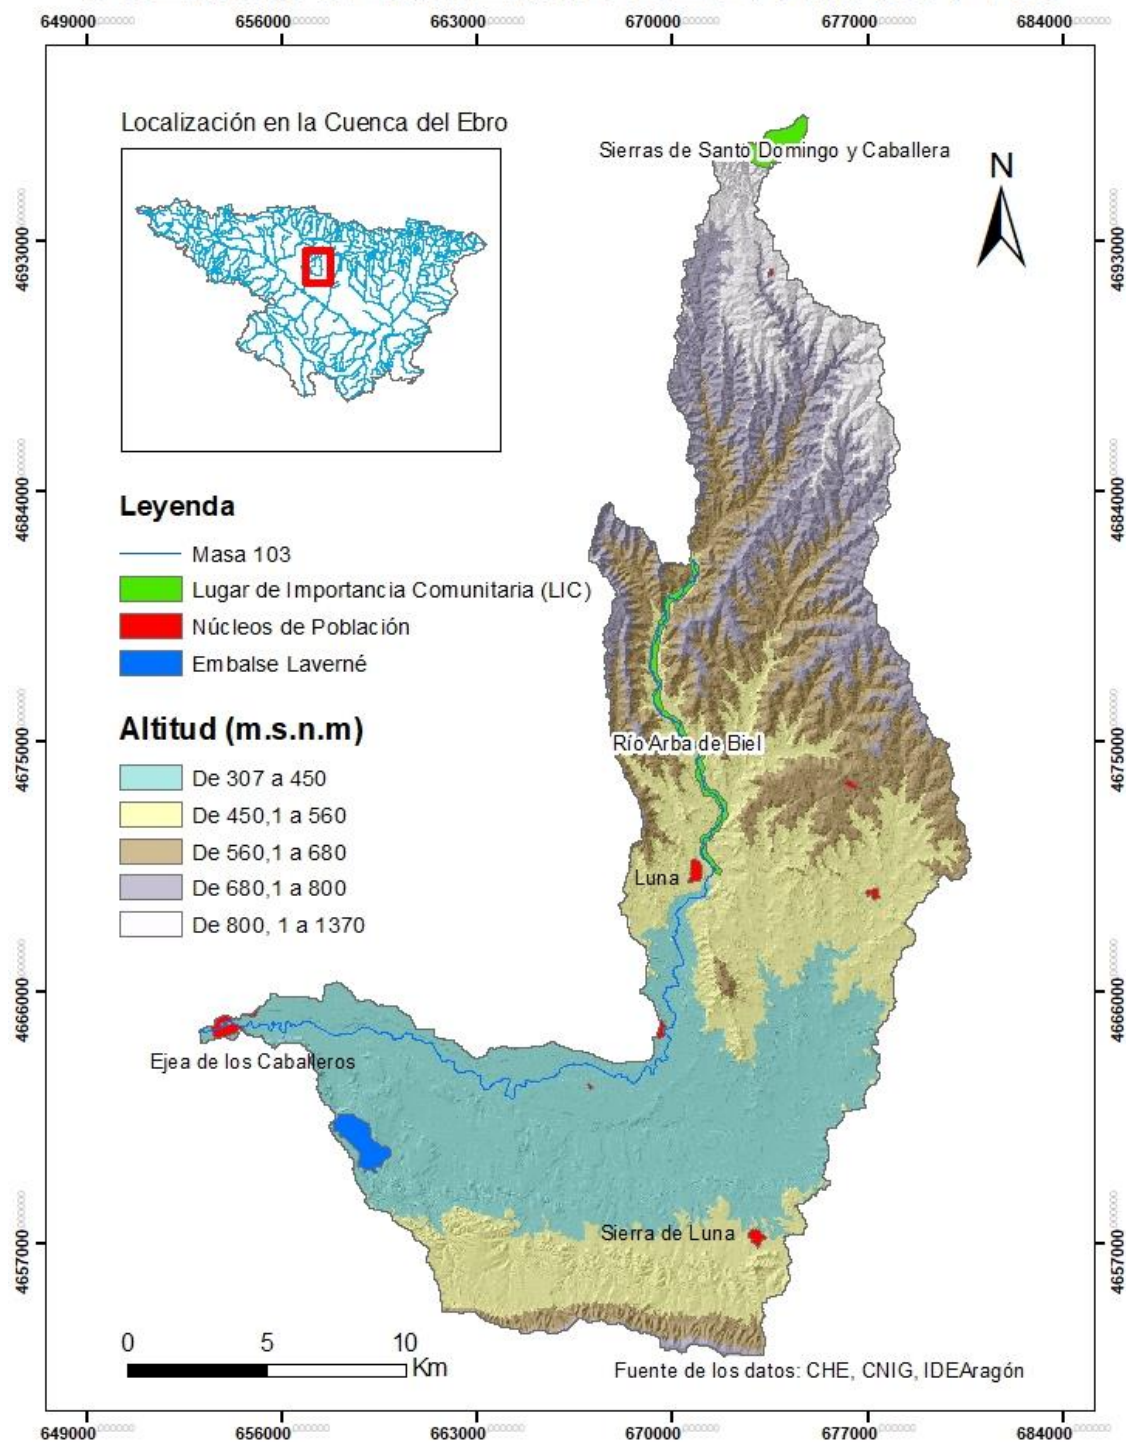 649000 656000 663000 670000 677000 684000
Localización en la Cuenca del Ebro
Sierras de Santo Domingo y Caballera
N
4693000 4693000
Leyenda
4684000 4684000
Masa 103
Lugar de Importancia Comunitaria (LIC)
Núcleos de Población
Embalse Laverné
Altitud (m.s.n.m)
Río Arba de Biel
4675000 4675000
De 307 a 450
De 450,1 a 560
De 560,1 a 680
De 680,1 a 800
De 800, 1 a 1370
Luna
4666000 4666000
Ejea de los Caballeros
Sierra de Luna
4657000 4657000
0 5 10
Km
Fuente de los datos: CHE, CNIG, IDEAragón
649000 656000 663000 670000 677000 684000